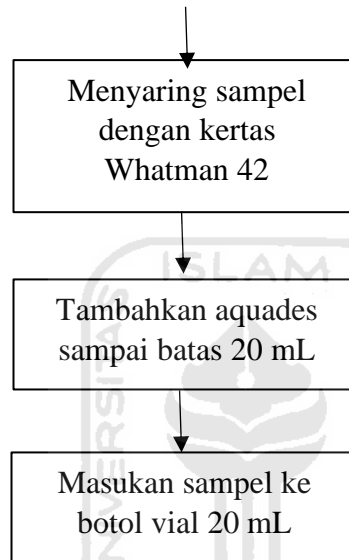 Menyaring sampel
dengan kertas
Whatman 42
ISLAM
Tambahkan aquades
sampai batas 20 mL
Masukan sampel ke
botol vial 20 mL